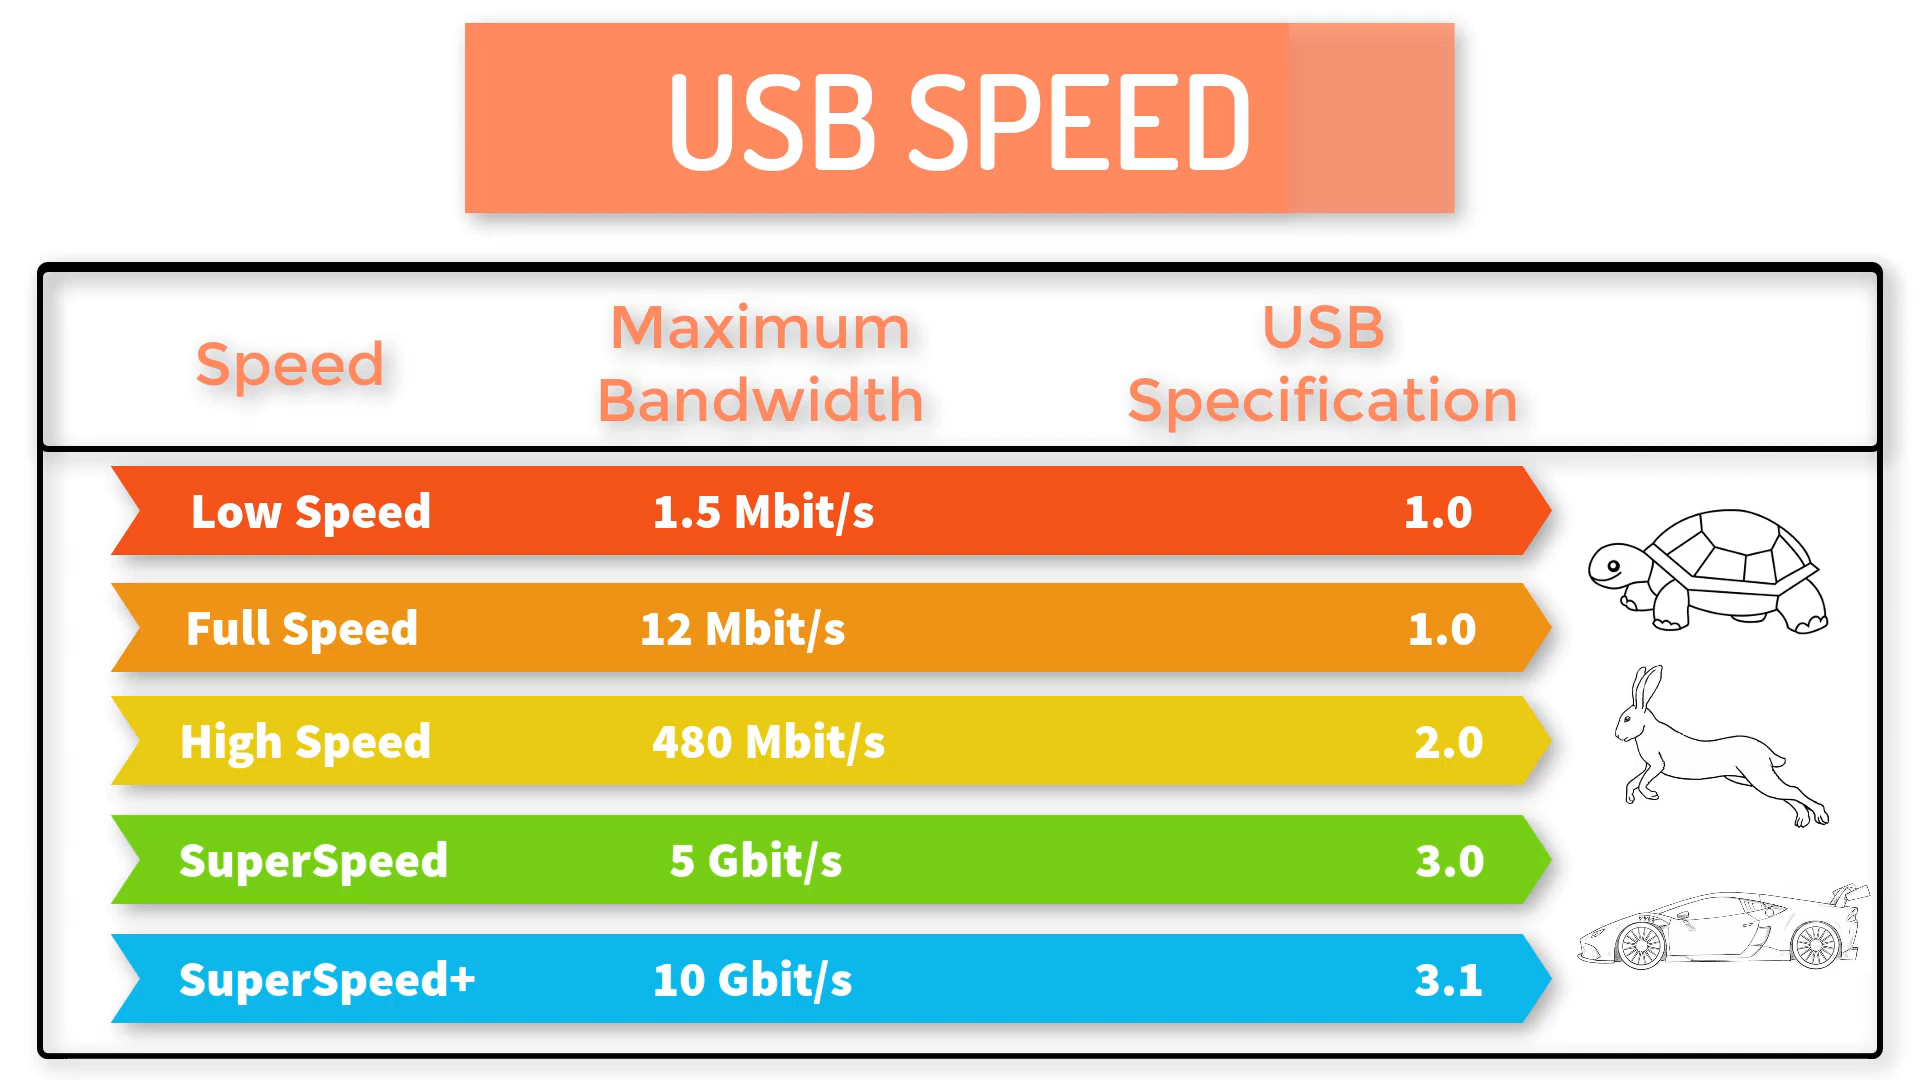 USB SPEED
Speed
Maximum
Bandwidth
USB
Specification
Low Speed 1.5 Mbit/s 1.0
Full Speed 12 Mbit/s 1.0
High Speed 480 Mbit/s 2.0
SuperSpeed 5 Gbit/s 3.0
SuperSpeed+ 10 Gbit/s 3.1